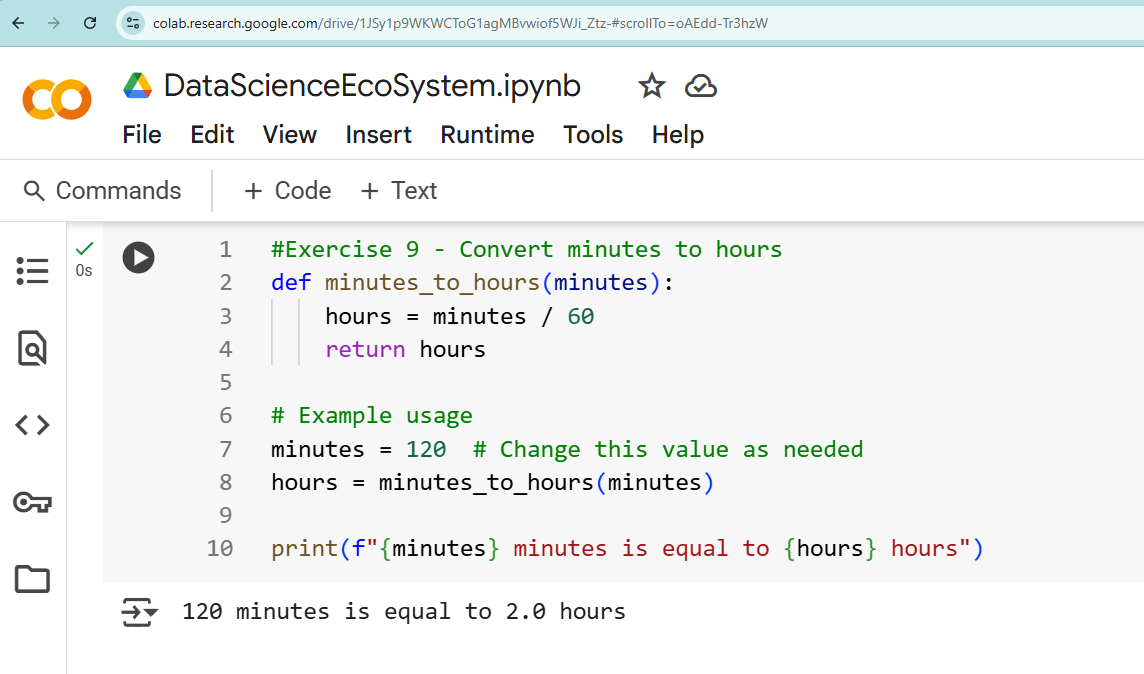 colab.research.google.com/drive/1JSy1p9WKWCToG1agMBvwiof5WJi_Ztz-#scrollTo=oAEdd-Tr3hzW
DataScienceEcoSystem.ipynb
File Edit View Insert Runtime Tools Help
Commands + Code + Text
0s
1 #Exercise 9 - Convert minutes to hours
2 def minutes_to_hours(minutes):
3 hours = minutes / 60
4 return hours
5
6 # Example usage
7 minutes = 120  # Change this value as needed
8 hours = minutes_to_hours(minutes)
9
10 print(f"{minutes} minutes is equal to {hours} hours")
120 minutes is equal to 2.0 hours